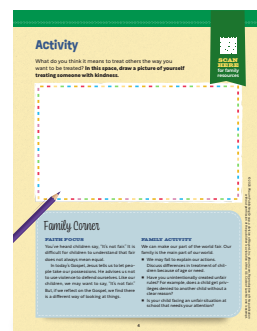 Activity
SCAN
HERE
for family
resources
What do you think it means to treat others the way you
want to be treated? In this space, draw a picture of yourself
treating someone with kindness.
Family Corner
FAITH FOCUS
You've heard children say, "It's not fair." It is
difficult for children to understand that fair
does not always mean equal.
In today's Gospel, Jesus tells us to let peo-
ple take our possessions. He advises us not
to use violence to defend ourselves. Like our
children, we may want to say, "It's not fair."
But, if we reflect on the Gospel, we find there
is a different way of looking at things.
FAMILY ACTIVITY
We can make our part of the world fair. Our
family is the main part of our world.
We may fail to explain our actions.
Discuss differences in treatment of chil-
dren because of age or need.
Have you unintentionally created unfair
rules? For example, does a child get priv-
ileges denied to another child without a
clear reason?
Is your child facing an unfair situation at
school that needs your attention?
4